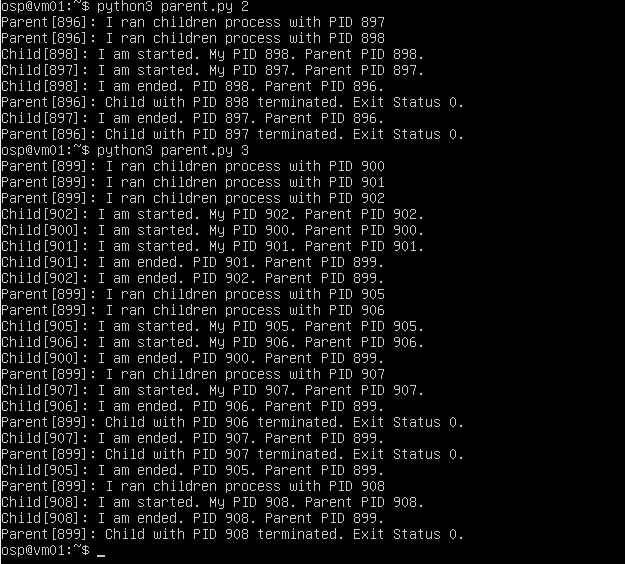 osp@vm01:~$ python3 parent.py 2
Parent[896]: I ran children process with PID 897
Parent[896]: I ran children process with PID 898
Child[898]: I am started. My PID 898. Parent PID 898.
Child[897]: I am started. My PID 897. Parent PID 897.
Child[898]: I am ended. PID 898. Parent PID 896.
Parent[896]: Child with PID 898 terminated. Exit Status 0.
Child[897]: I am ended. PID 897. Parent PID 896.
Parent[896]: Child with PID 897 terminated. Exit Status 0.
osp@vm01:~$ python3 parent.py 3
Parent[899]: I ran children process with PID 900
Parent[899]: I ran children process with PID 901
Parent[899]: I ran children process with PID 902
Child[902]: I am started. My PID 902. Parent PID 902.
Child[900]: I am started. My PID 900. Parent PID 900.
Child[901]: I am started. My PID 901. Parent PID 901.
Child[901]: I am ended. PID 901. Parent PID 899.
Child[902]: I am ended. PID 902. Parent PID 899.
Parent[899]: I ran children process with PID 905
Parent[899]: I ran children process with PID 906
Child[905]: I am started. My PID 905. Parent PID 905.
Child[906]: I am started. My PID 906. Parent PID 906.
Child[900]: I am ended. PID 900. Parent PID 899.
Parent[899]: I ran children process with PID 907
Child[907]: I am started. My PID 907. Parent PID 907.
Child[906]: I am ended. PID 906. Parent PID 899.
Parent[899]: Child with PID 906 terminated. Exit Status 0.
Child[907]: I am ended. PID 907. Parent PID 899.
Parent[899]: Child with PID 907 terminated. Exit Status 0.
Child[905]: I am ended. PID 905. Parent PID 899.
Parent[899]: I ran children process with PID 908
Child[908]: I am started. My PID 908. Parent PID 908.
Child[908]: I am ended. PID 908. Parent PID 899.
Parent[899]: Child with PID 908 terminated. Exit Status 0.
osp@vm01:~$ _